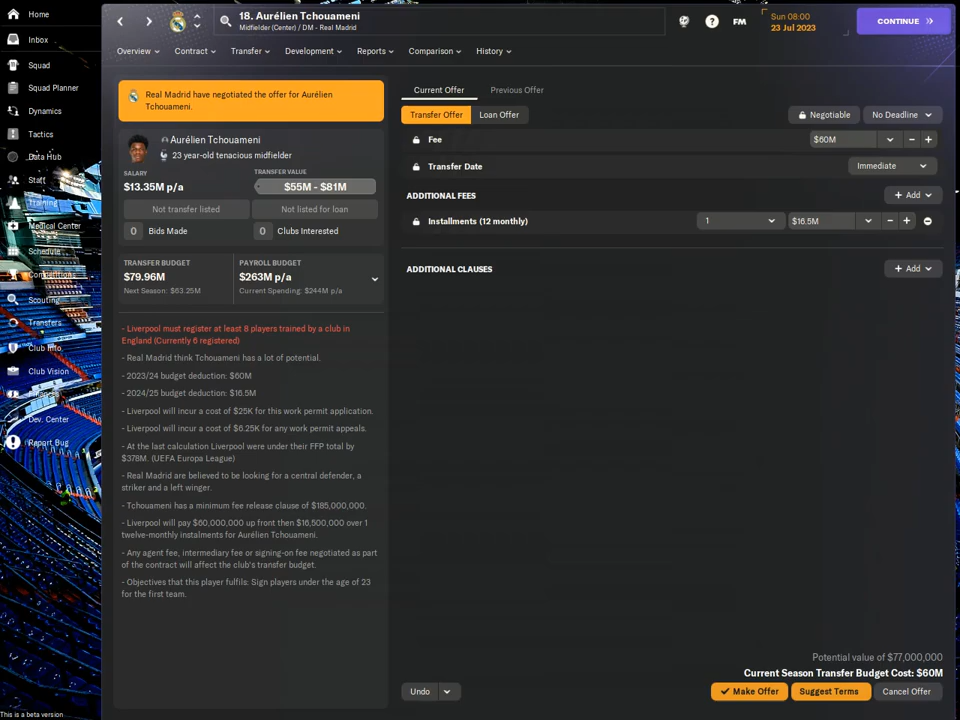 Home
Inbox
Squad
Squad Planner
Dynamics
Tactics
Data Hub
Staff
Training
Medical Center
Schedule
Competitions
Scouting
Transfers
Club Info
Club Vision
Finances
Dev. Center
Report Bug
This is a beta version
18. Aurélien Tchouameni
Midfielder (Center) / DM - Real Madrid
?
FM
Sun 08:00
23 Jul 2023
CONTINUE
Overview
Contract
Transfer
Development
Reports
Comparison
History
Real Madrid have negotiated the offer for Aurélien
Tchouameni.
Aurélien Tchouameni
23 year-old tenacious midfielder
SALARY
$13.35M p/a
TRANSFER VALUE
$55M - $81M
Not transfer listed
Not listed for loan
0 Bids Made
0 Clubs Interested
TRANSFER BUDGET
$79.96M
Next Season: $63.25M
PAYROLL BUDGET
$263M p/a
Current Spending: $244M p/a
- Liverpool must register at least 8 players trained by a club in
England (Currently 6 registered)
- Real Madrid think Tchouameni has a lot of potential.
- 2023/24 budget deduction: $60M
- 2024/25 budget deduction: $16.5M
- Liverpool will incur a cost of $25K for this work permit application.
- Liverpool will incur a cost of $6.25K for any work permit appeals.
- At the last calculation Liverpool were under their FFP total by
$378M. (UEFA Europa League)
- Real Madrid are believed to be looking for a central defender, a
striker and a left winger.
- Tchouameni has a minimum fee release clause of $185,000,000.
- Liverpool will pay $60,000,000 up front then $16,500,000 over 1
twelve-monthly instalments for Aurélien Tchouameni.
- Any agent fee, intermediary fee or signing-on fee negotiated as part
of the contract will affect the club's transfer budget.
- Objectives that this player fulfils: Sign players under the age of 23
for the first team.
Current Offer
Previous Offer
Transfer Offer
Loan Offer
Negotiable
No Deadline
Fee
$60M
Transfer Date
Immediate
ADDITIONAL FEES
+ Add
Installments (12 monthly)
1
$16.5M
ADDITIONAL CLAUSES
+ Add
Potential value of $77,000,000
Current Season Transfer Budget Cost: $60M
Undo
Make Offer
Suggest Terms
Cancel Offer